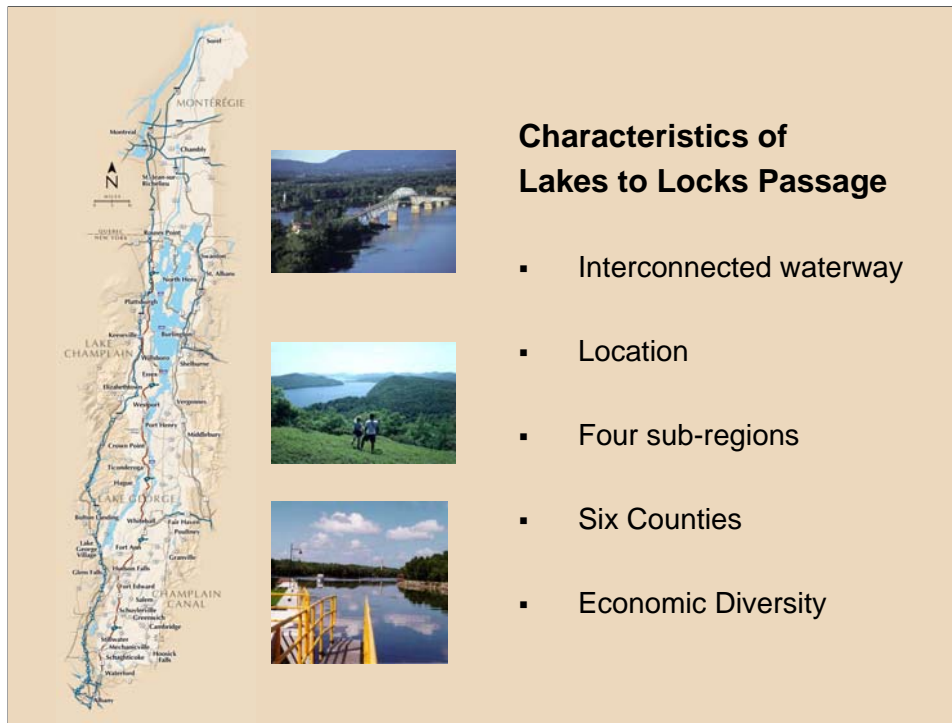 Sorel
MONTÉRÉGIE
Montreal
Chambly
St. Jean-sur
Richelieu
N
MILES
QUEBEC
NEW YORK
Rouses Point
Swanton
St. Albans
North Hero
Plattsburgh
Keeseville
Burlington
LAKE
CHAMPLAIN
Willsboro
Shelburne
Essex
Elizabethtown
Westport
Vergennes
Port Henry
Middlebury
Crown Point
Ticonderoga
Hague
LAKE GEORGE
Bolton Landing
Whitehall
Fair Haven
Poultney
Lake
George
Village
Fort Ann
Granville
Hudson Falls
Glens Falls
Fort Edward
CHAMPLAIN
CANAL
Salem
Schuylerville
Greenwich
Cambridge
Stillwater
Mechanicville
Schaghticoke
Hoosick
Falls
Waterford
Albany
Characteristics of
Lakes to Locks Passage
▪ Interconnected waterway
▪ Location
▪ Four sub-regions
▪ Six Counties
▪ Economic Diversity